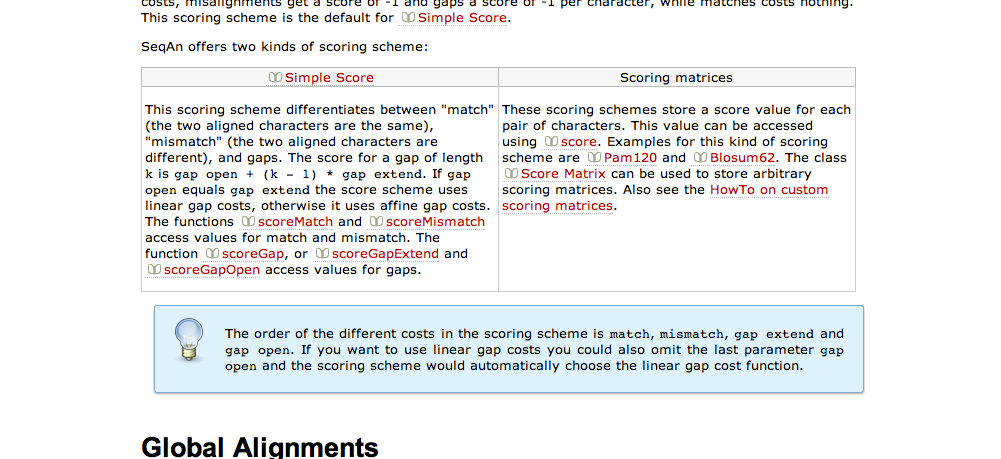 costs, misalignments get a score of -1 and gaps a score of -1 per character, while matches costs nothing.
This scoring scheme is the default for Simple Score.
SeqAn offers two kinds of scoring scheme:
Simple Score
This scoring scheme differentiates between "match"
(the two aligned characters are the same),
"mismatch" (the two aligned characters are
different), and gaps. The score for a gap of length
k is gap open + (k - 1) * gap extend. If gap
open equals gap extend the score scheme uses
linear gap costs, otherwise it uses affine gap costs.
The functions scoreMatch and scoreMismatch
access values for match and mismatch. The
function scoreGap, or scoreGapExtend and
scoreGapOpen access values for gaps.
Scoring matrices
These scoring schemes store a score value for each
pair of characters. This value can be accessed
using score. Examples for this kind of scoring
scheme are Pam120 and Blosum62. The class
Score Matrix can be used to store arbitrary
scoring matrices. Also see the HowTo on custom
scoring matrices.
The order of the different costs in the scoring scheme is match, mismatch, gap extend and
gap open. If you want to use linear gap costs you could also omit the last parameter gap
open and the scoring scheme would automatically choose the linear gap cost function.
Global Alignments